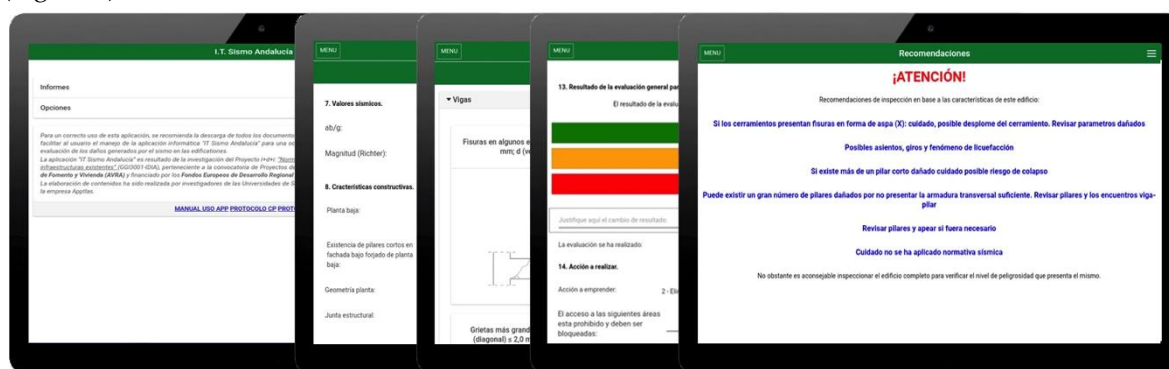 I.T. Sismo Andalucía
Informes
Opciones
Para un correcto uso de esta aplicación, se recomienda la descarga de todos los documento
facilitar al usuario el manejo de la aplicación informática "IT Sismo Andalucía" para una oc
evaluación de los daños generados por el sismo en las edificationes.
La aplicación "IT Sismo Andalucía" es resultado de la investigación del Proyecto I+d+i: "Norm
infraestructuras existentes" (GGI3001-IDIA), perteneciente a la convocatoria de Proyectos de
de Fomento y Vivienda (AVRA) y financiado por los Fondos Europeos de Desarrollo Regional
La elaboración de contenidos ha sido realizada por investigadores de las Universidades de S
la empresa Appitas.
MANUAL USO APP PROTOCOLO CP PROT
MENU
7. Valores sísmicos.
ab/g:
Magnitud (Richter):
8. Cracterísticas constructivas.
Planta baja:
Existencia de pilares cortos en
fachada bajo forjado de planta
baja:
Geometría planta:
Junta estructural:
MENU
Vigas
Fisuras en algunos e
mm; d (ve
Grietas más grand
(diagonal) ≤ 2,0 m
MENU
13. Resultado de la evaluación general pa
El resultado de la evalu
Justifique aquí el cambio de resultado.
La evaluación se ha realizado:
14. Acción a realizar.
Acción a emprender:
2 - Eli
El acceso a las siguientes áreas
esta prohibido y deben ser
bloqueadas:
MENU
Recomendaciones
¡ATENCIÓN!
Recomendaciones de inspección en base a las características de este edificio:
Si los cerramientos presentan fisuras en forma de aspa (X): cuidado, posible desplome del cerramiento. Revisar parametros dañados
Posibles asientos, giros y fenómeno de licuefacción
Si existe más de un pilar corto dañado cuidado posible riesgo de colapso
Puede existir un gran número de pilares dañados por no presentar la armadura transversal suficiente. Revisar pilares y los encuentros viga-
pilar
Revisar pilares y apear si fuera necesario
Cuidado no se ha aplicado normativa sísmica
No obstante es aconsejable inspeccionar el edificio completo para verificar el nivel de peligrosidad que presenta el mismo.